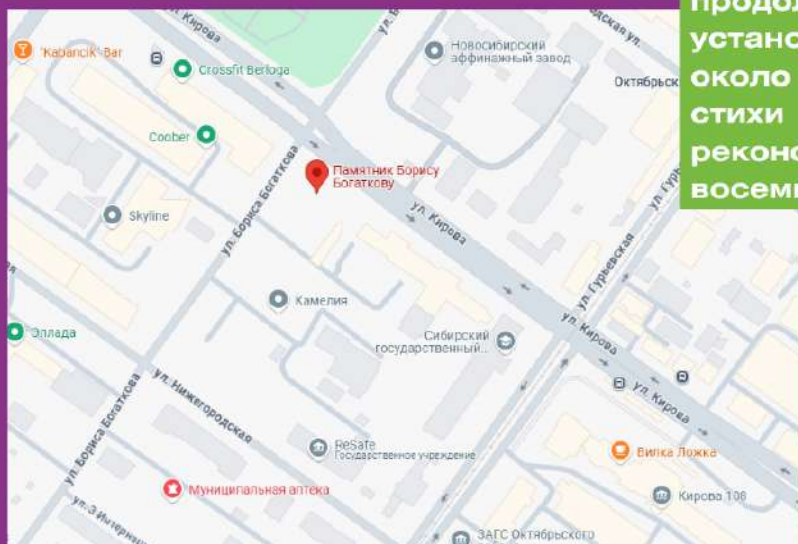 продол
устано
около
стихи
реконс
восеми
ул. Кирова
"Kabancik" Bar
Crossfit Berloga
Новосибирский
аффинажный завод
Октябрьск
Coober
ул. Бориса Богаткова
Памятник Борису
Богаткову
ул. Кирова
ул. Гурьевская
Skyline
Камелия
Эллада
Сибирский
государственный...
ул. Кирова
ул. Нижегородская
ул. Бориса Богаткова
ул. Кирова
ReSafe
Государственное учреждение
Вилка Ложка
Муниципальная аптека
Кирова 108
ЗАГС Октябрьского